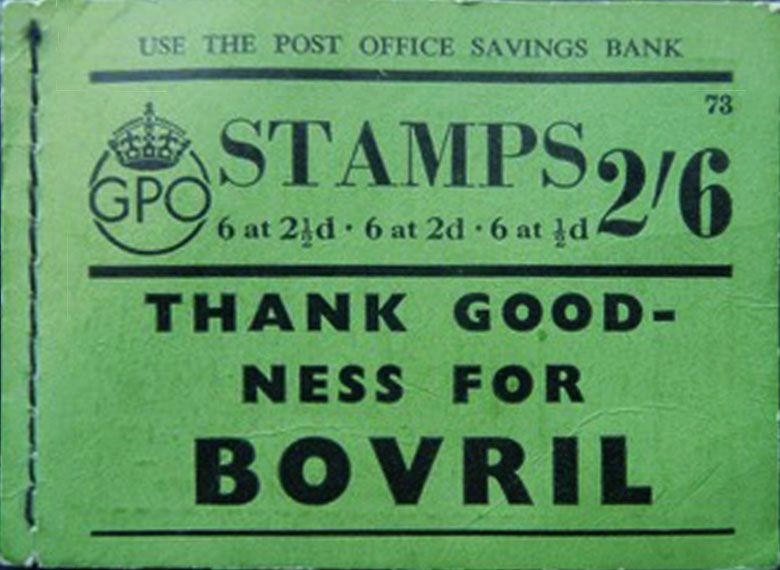 USE THE POST OFFICE SAVINGS BANK
73
GPO STAMPS 2/6
6 at 2½d · 6 at 2d · 6 at ½d
THANK GOOD-
NESS FOR
BOVRIL